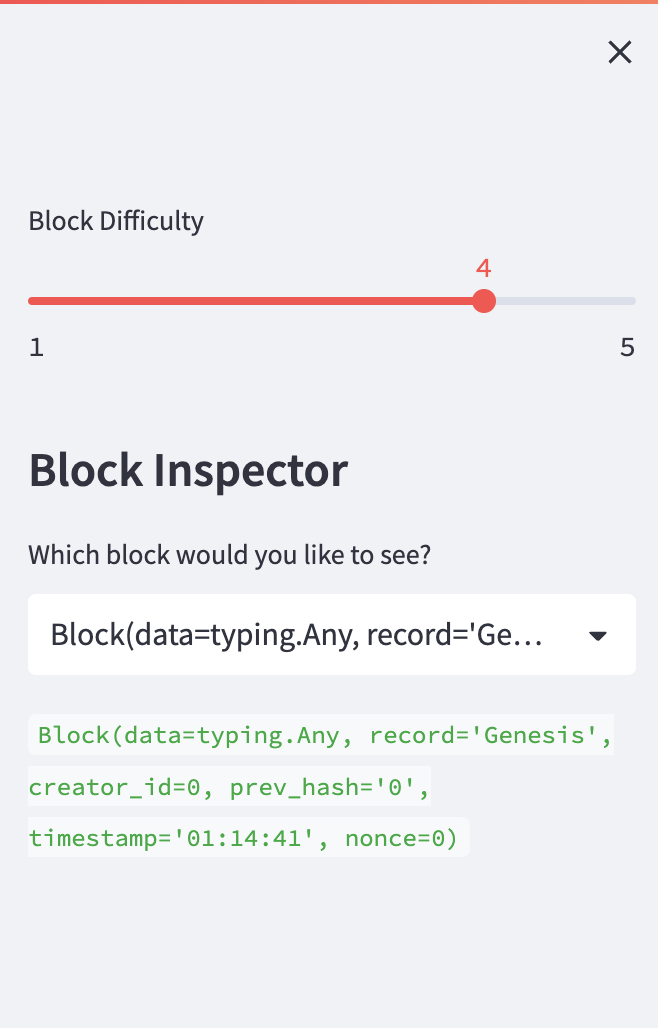 Block Difficulty
4
1
5
Block Inspector
Which block would you like to see?
Block(data=typing.Any, record='Ge...
Block(data=typing.Any, record='Genesis',
creator_id=0, prev_hash='0',
timestamp='01:14:41', nonce=0)